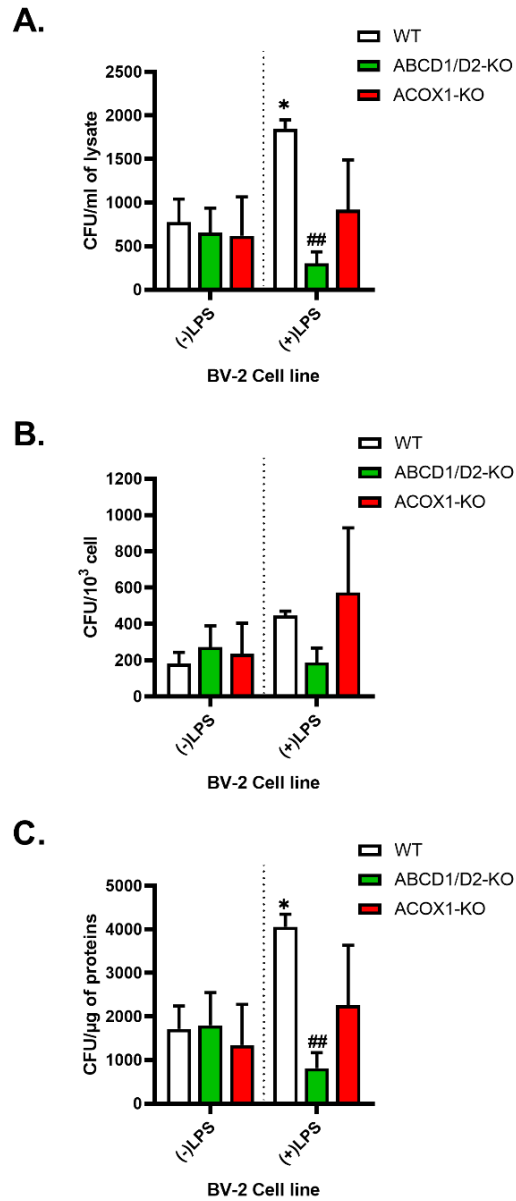 A.
WT
ABCD1/D2-KO
ACOX1-KO
CFU/ml of lysate
2500
2000
1500
1000
500
0
*
##
(-)LPS
(+)LPS
BV-2 Cell line
B.
WT
ABCD1/D2-KO
ACOX1-KO
CFU/10³ cell
1200
1000
800
600
400
200
0
(-)LPS
(+)LPS
BV-2 Cell line
C.
WT
ABCD1/D2-KO
ACOX1-KO
CFU/µg of proteins
5000
4000
3000
2000
1000
0
*
##
(-)LPS
(+)LPS
BV-2 Cell line